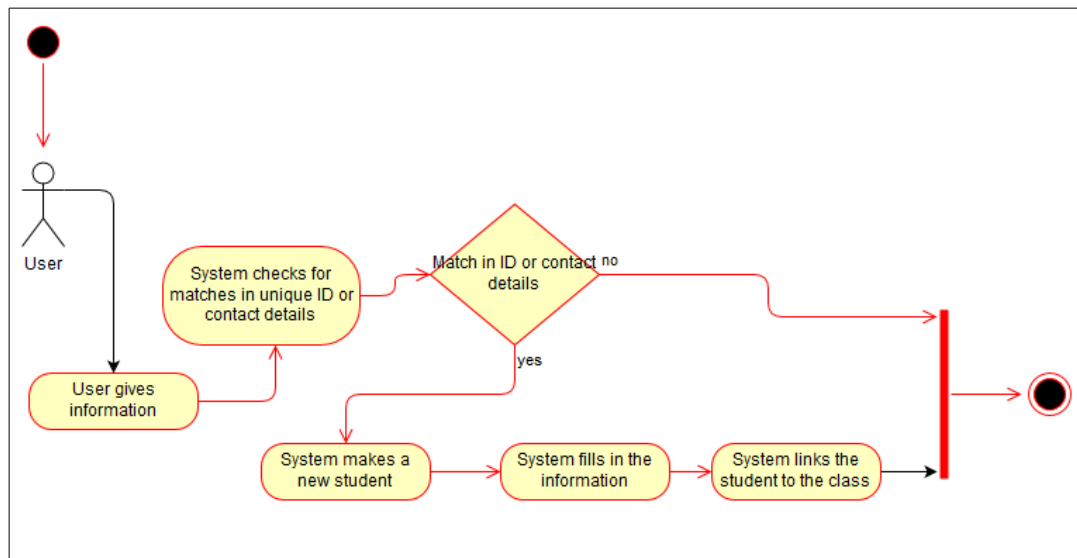 User
User gives
information
System checks for
matches in unique ID or
contact details
Match in ID or contact
details
no
yes
System makes a
new student
System fills in the
information
System links the
student to the class